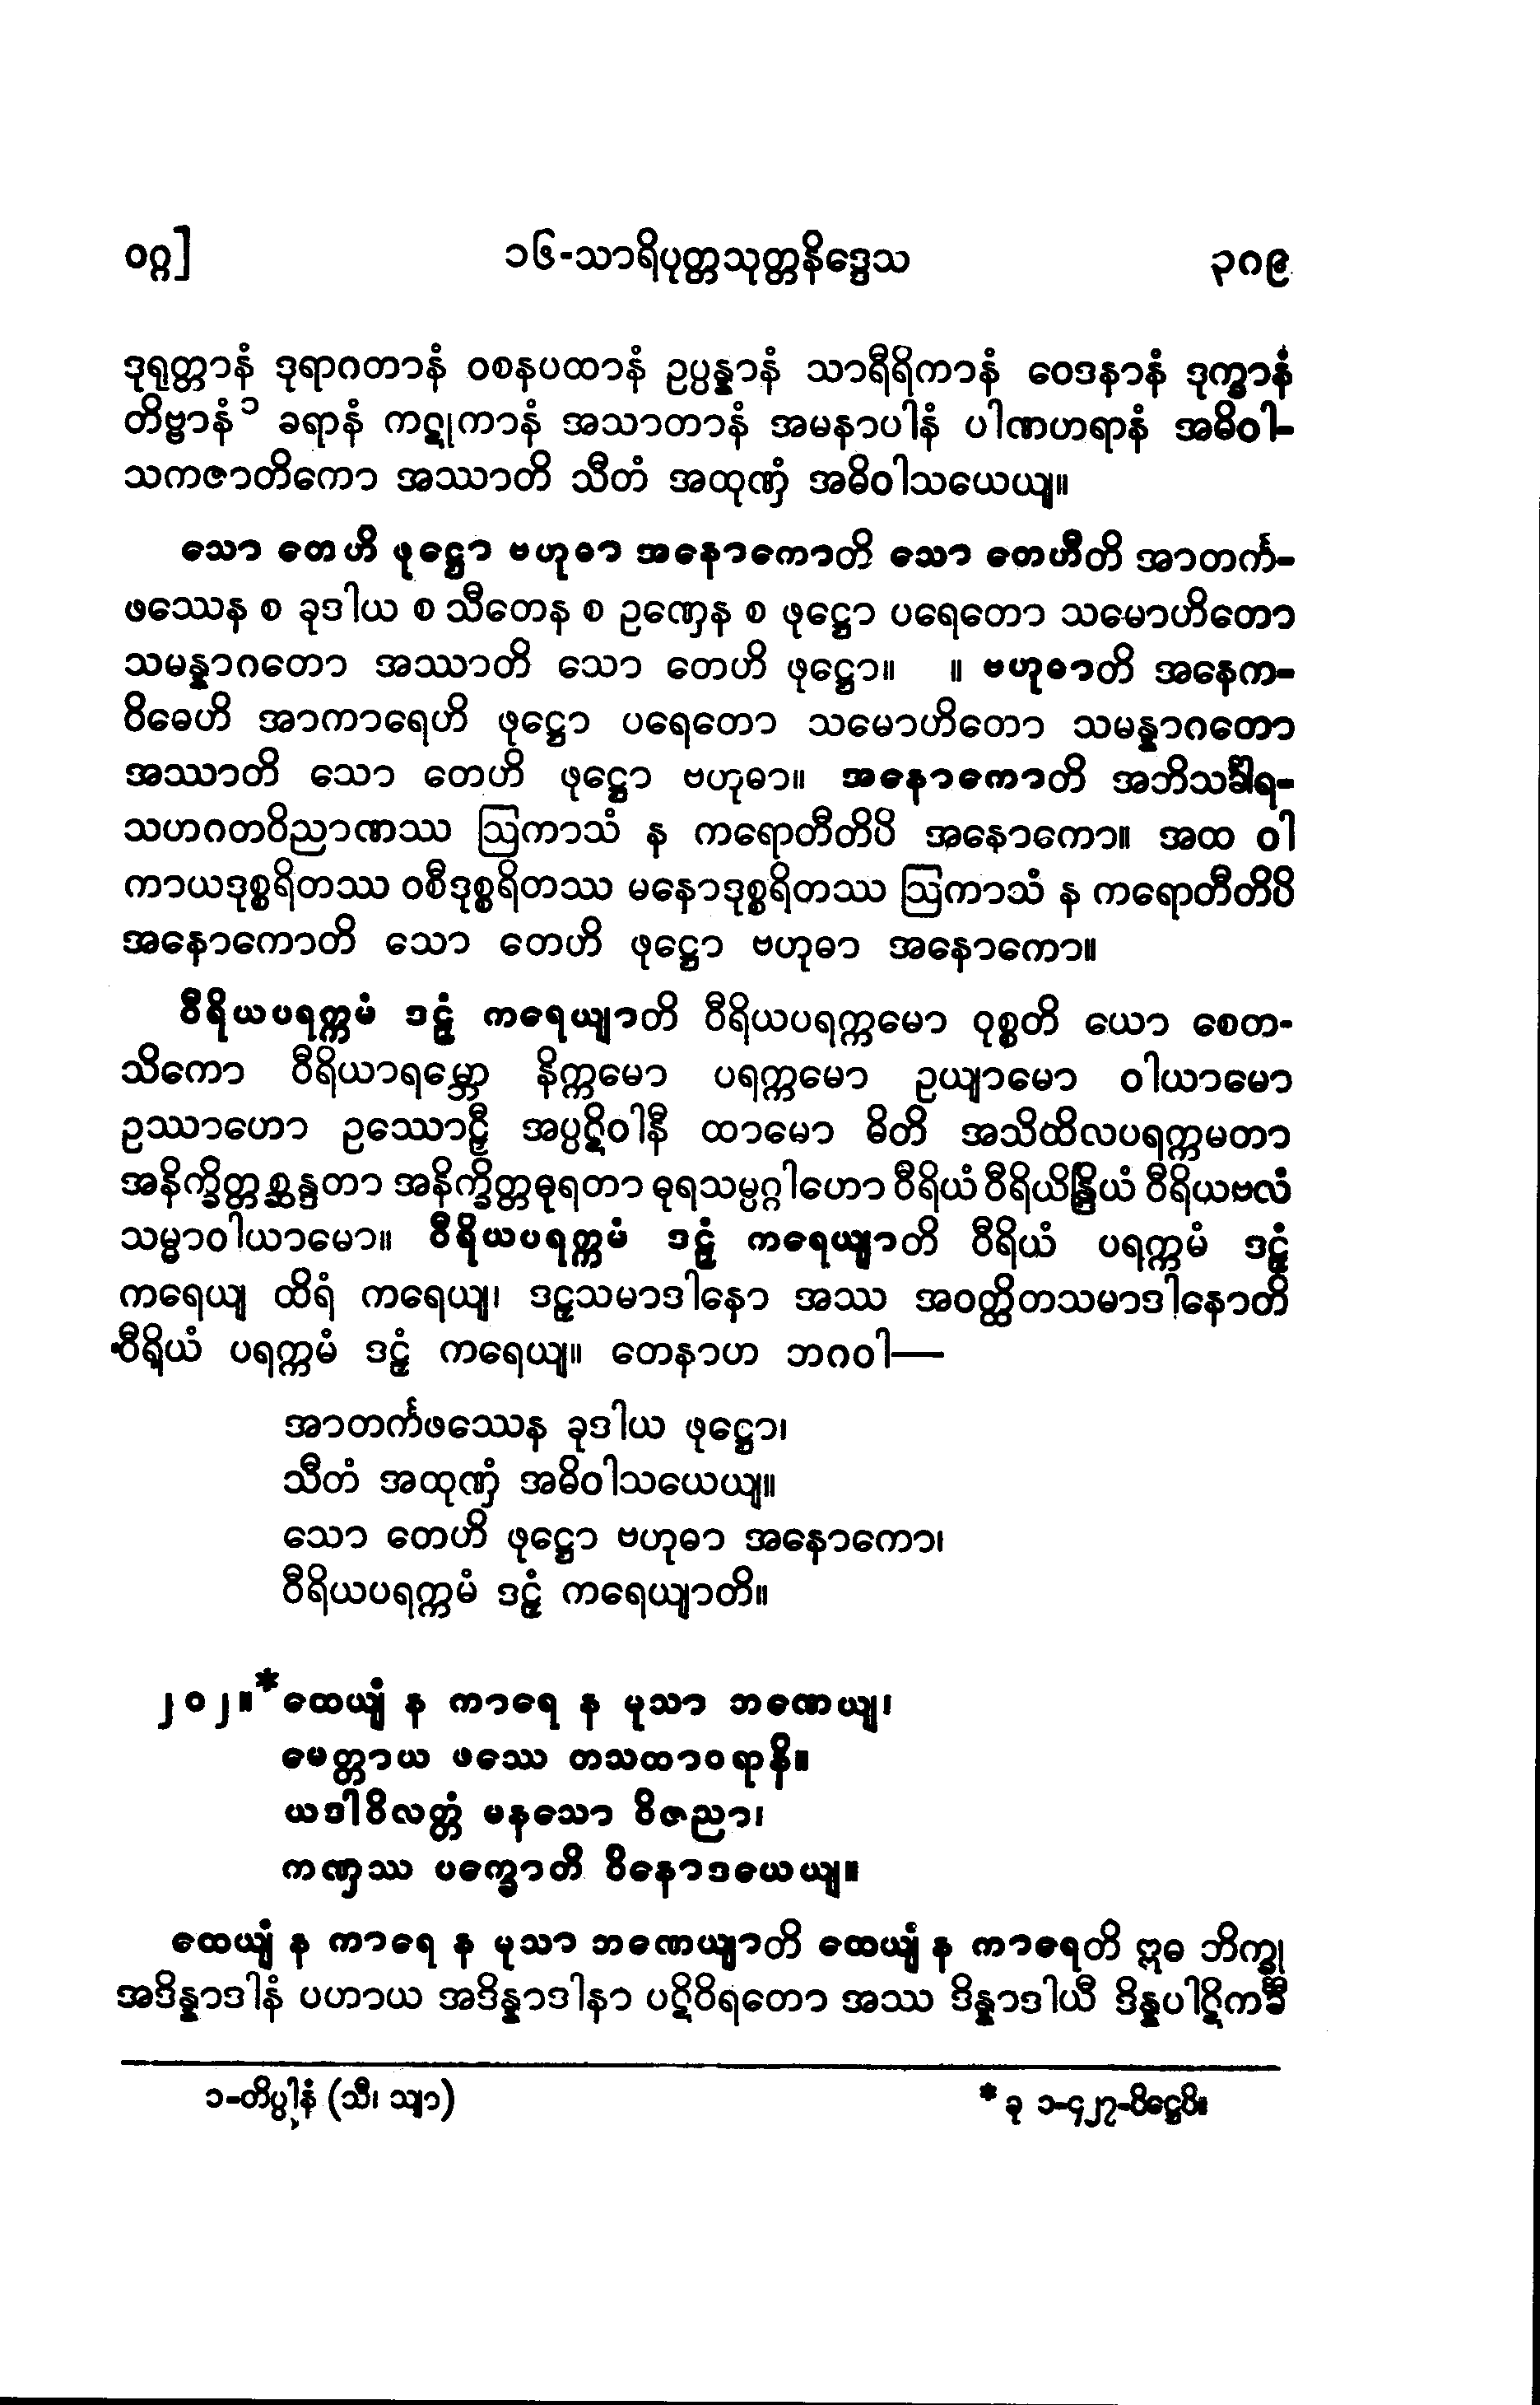 ဝဂ္ဂ]	၁၆-သာရိပုတ္တသုတ္တနိဒ္ဒေသ	၃၈၉
ဒုရုတ္တာနံ ဒုရာဂတာနံ ဝစနပထာနံ ဥပ္ပန္နာနံ သာရီရိကာနံ ဝေဒနာနံ ဒုက္ခာနံ
တိဗ္ဗာနံ၁ ခရာနံ ကဋုကာနံ အသာတာနံ အမနာပါနံ ပါဏဟရာနံ အဓိဝါ-
သကဇာတိကော အဿာတိ သီတံ အထုဏှံ အဓိဝါသယေယျ။
သော တေဟိ ဖုဋ္ဌော ဗဟုဓာ အနောကောတိ သော တေဟီတိ အာတင်္က-
ဖဿေန စ ခုဒါယ စ သီတေန စ ဥဏှေန စ ဖုဋ္ဌော ပရေတော သမောဟိတော
သမန္နာဂတော အဿာတိ သော တေဟိ ဖုဋ္ဌော။ ။ ဗဟုဓာတိ အနေက-
ဝိဓေဟိ အာကာရေဟိ ဖုဋ္ဌော ပရေတော သမောဟိတော သမန္နာဂတော
အဿာတိ သော တေဟိ ဖုဋ္ဌော ဗဟုဓာ။ အနောကောတိ အဘိသင်္ခါရ-
သဟဂတဝိညာဏဿ ဩကာသံ န ကရောတီတိပိ အနောကော။ အထ ဝါ
ကာယဒုစ္စရိတဿ ဝစီဒုစ္စရိတဿ မနောဒုစ္စရိတဿ ဩကာသံ န ကရောတီတိပိ
အနောကောတိ သော တေဟိ ဖုဋ္ဌော ဗဟုဓာ အနောကော။
ဝီရိယပရက္ကမံ ဒဠှံ ကရေယျာတိ ဝီရိယပရက္ကမော ဝုစ္စတိ ယော စေတ-
သိကော ဝီရိယာရမ္ဘော နိက္ကမော ပရက္ကမော ဥယျာမော ဝါယာမော
ဥဿာဟော ဥဿောဠှီ အပ္ပဋိဝါနီ ထာမော ဓိတိ အသိထိလပရက္ကမတာ
အနိက္ခိတ္တစ္ဆန္ဒတာ အနိက္ခိတ္တဓုရတာ ဓုရသမ္ပဂ္ဂါဟော ဝီရိယံ ဝီရိယိန္ဒြိယံ ဝီရိယဗလံ
သမ္မာဝါယာမော။ ဝီရိယပရက္ကမံ ဒဠှံ ကရေယျာတိ ဝီရိယံ ပရက္ကမံ ဒဠှံ
ကရေယျ ထိရံ ကရေယျ၊ ဒဠှသမာဒါနော အဿ အဝတ္ထိတသမာဒါနောတိ
ဝီရိယံ ပရက္ကမံ ဒဠှံ ကရေယျ။ တေနာဟ ဘဂဝါ—
အာတင်္ကဖဿေန ခုဒါယ ဖုဋ္ဌော၊
သီတံ အထုဏှံ အဓိဝါသယေယျ။
သော တေဟိ ဖုဋ္ဌော ဗဟုဓာ အနောကော၊
ဝီရိယပရက္ကမံ ဒဠှံ ကရေယျာတိ။
၂၀၂။* ထေယျံ န ကာရေ န မုသာ ဘဏေယျ၊
မေတ္တာယ ဖဿေ တသထာဝရာနိ။
ယဒါဝိလတ္တံ မနသော ဝိဇညာ၊
ကဏှဿ ပက္ခောတိ ဝိနောဒယေယျ။
ထေယျံ န ကာရေ န မုသာ ဘဏေယျာတိ ထေယျံ န ကာရေတိ ဣဓ ဘိက္ခု
အဒိန္နာဒါနံ ပဟာယ အဒိန္နာဒါနာ ပဋိဝိရတော အဿ ဒိန္နာဒါယီ ဒိန္နပါဋိကင်္ခီ
၁-တိပ္ပါနံ (သီ၊ သျာ)	* ခု ၁-၄၂၇-ပိဋ္ဌေပိ။